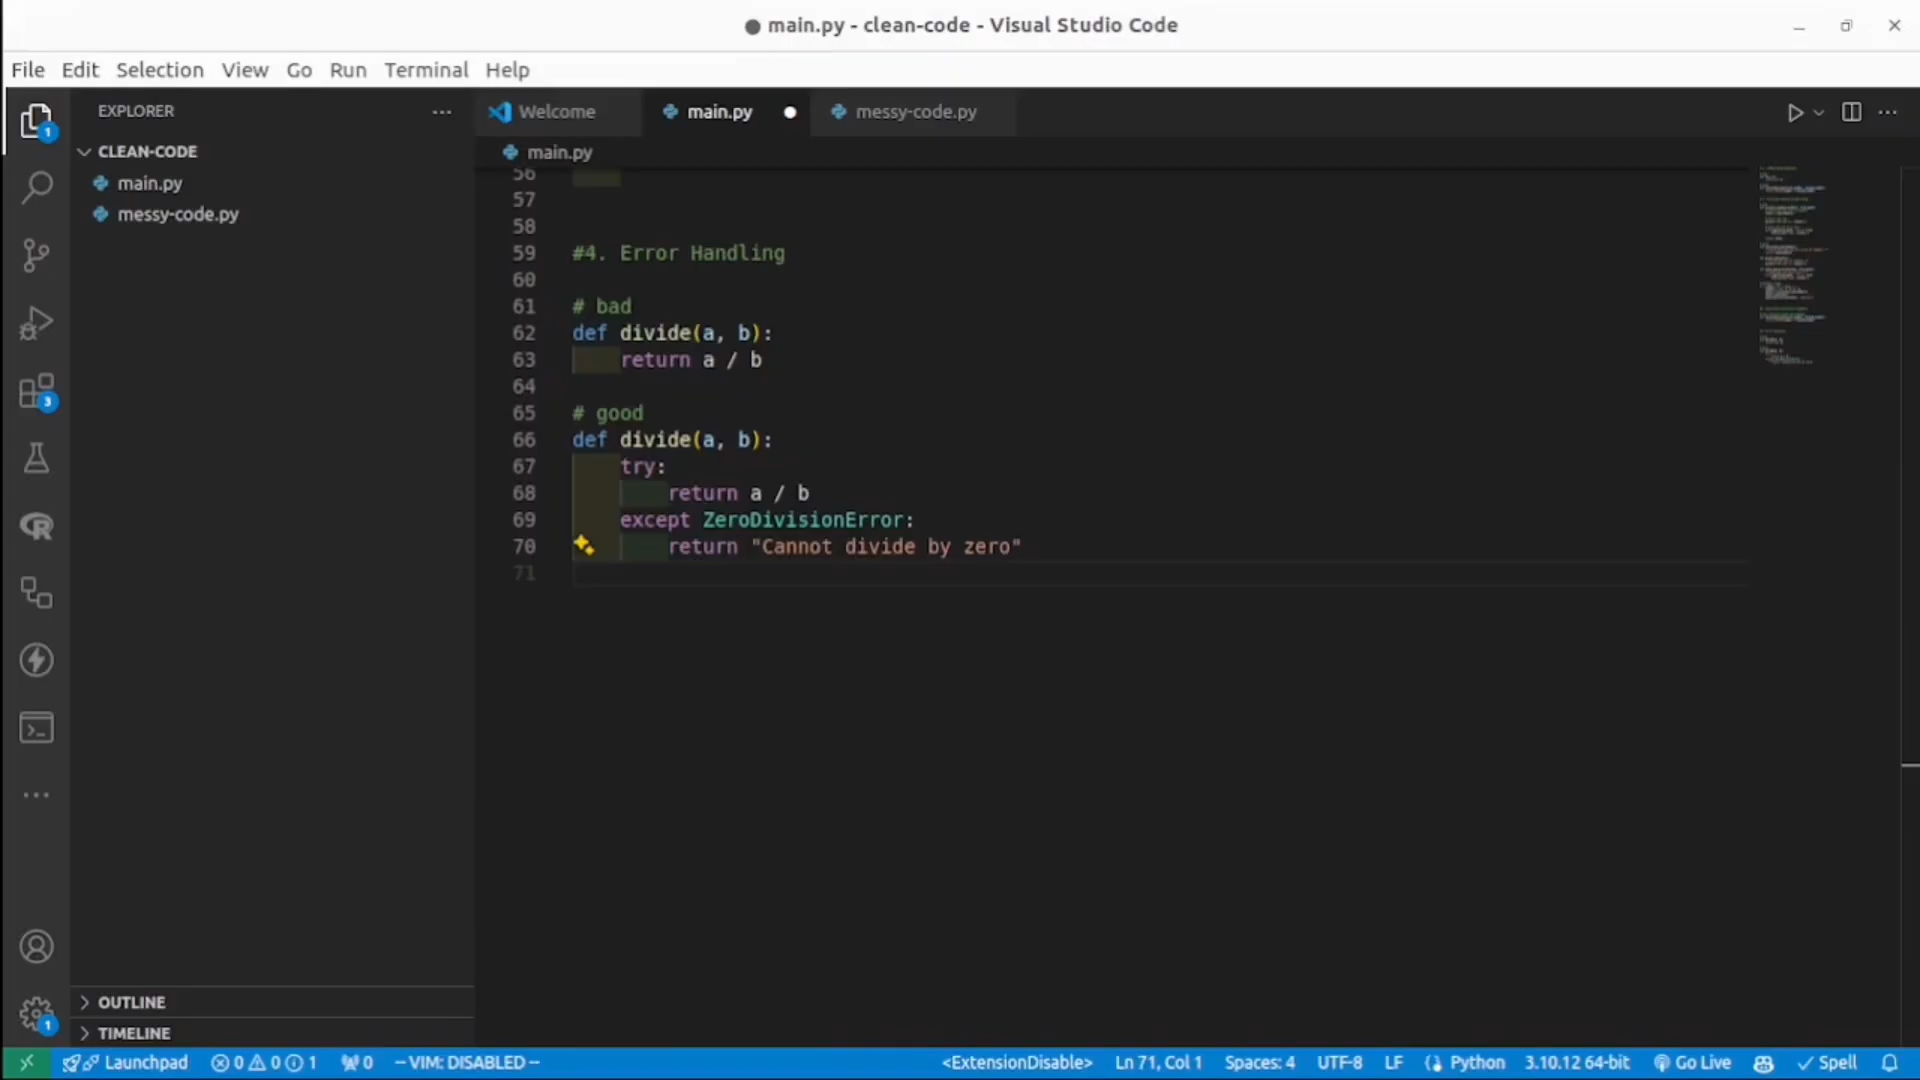 main.py - clean-code - Visual Studio Code
File Edit Selection View Go Run Terminal Help
EXPLORER
Welcome
main.py
messy-code.py
CLEAN-CODE
main.py
main.py
messy-code.py
1
3
56
57
58
59 #4. Error Handling
60
61 # bad
62 def divide(a, b):
63 return a / b
64
65 # good
66 def divide(a, b):
67 try:
68 return a / b
69 except ZeroDivisionError:
70 return "Cannot divide by zero"
71
OUTLINE
TIMELINE
1
Launchpad 0 0 1 0 -- VIM: DISABLED -- <ExtensionDisable> Ln 71, Col 1 Spaces: 4 UTF-8 LF Python 3.10.12 64-bit Go Live Spell